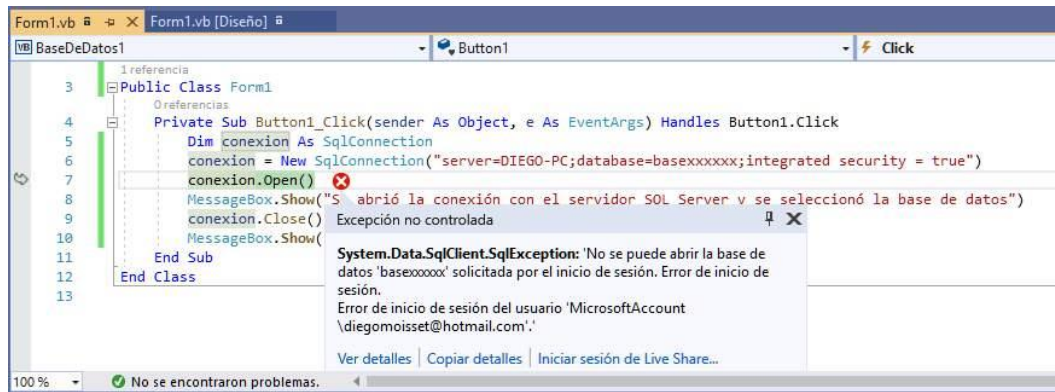 Form1.vb Form1.vb [Diseño]
VB BaseDeDatos1 Button1 Click
1 referencia
3 Public Class Form1
0 referencias
4 Private Sub Button1_Click(sender As Object, e As EventArgs) Handles Button1.Click
5 Dim conexion As SqlConnection
6 conexion = New SqlConnection("server=DIEGO-PC;database=basexxxxxx;integrated security = true")
7 conexion.Open()
8 MessageBox.Show("S abrió la conexión con el servidor SQL Server y se seleccionó la base de datos")
9 conexion.Close()
10 MessageBox.Show(
11 End Sub
12 End Class
13
Excepción no controlada
System.Data.SqlClient.SqlException: 'No se puede abrir la base de
datos 'basexxxxxx' solicitada por el inicio de sesión. Error de inicio de
sesión.
Error de inicio de sesión del usuario 'MicrosoftAccount
\diegomoisset@hotmail.com'.'
Ver detalles | Copiar detalles | Iniciar sesión de Live Share...
100 % No se encontraron problemas.